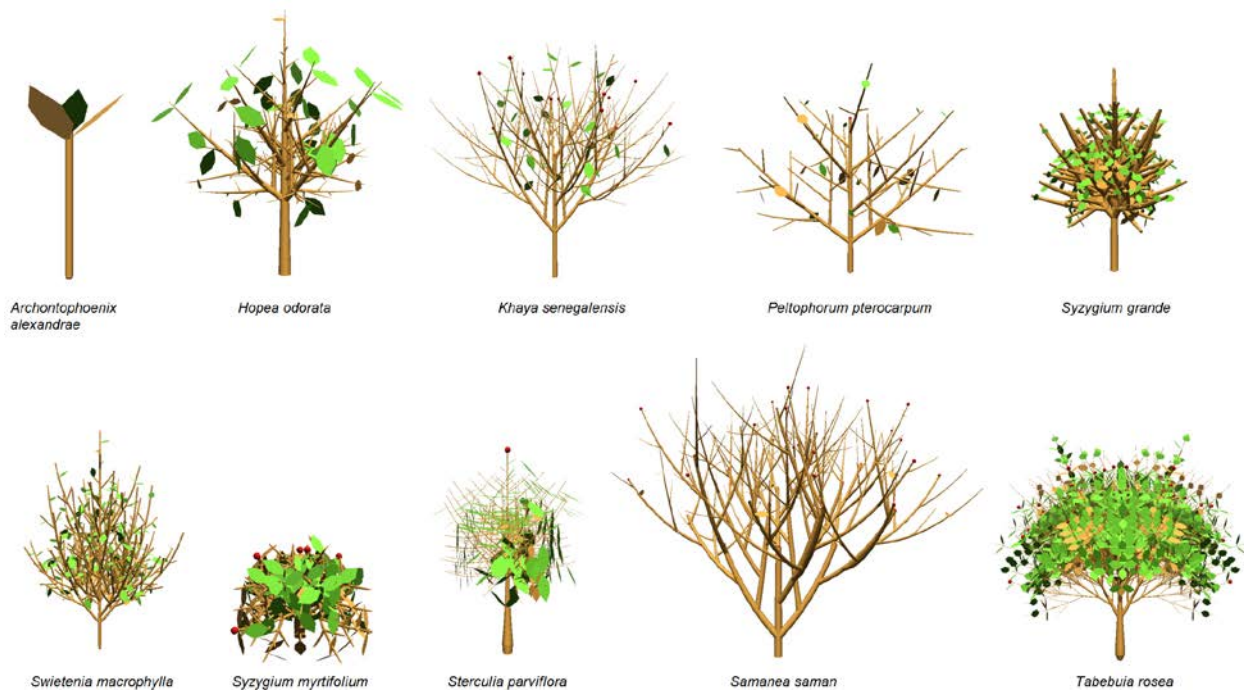 Archontophoenix
alexandrae
Hopea odorata
Khaya senegalensis
Peltophorum pterocarpum
Syzygium grande
Swietenia macrophylla
Syzygium myrtifolium
Sterculia parviflora
Samanea saman
Tabebuia rosea